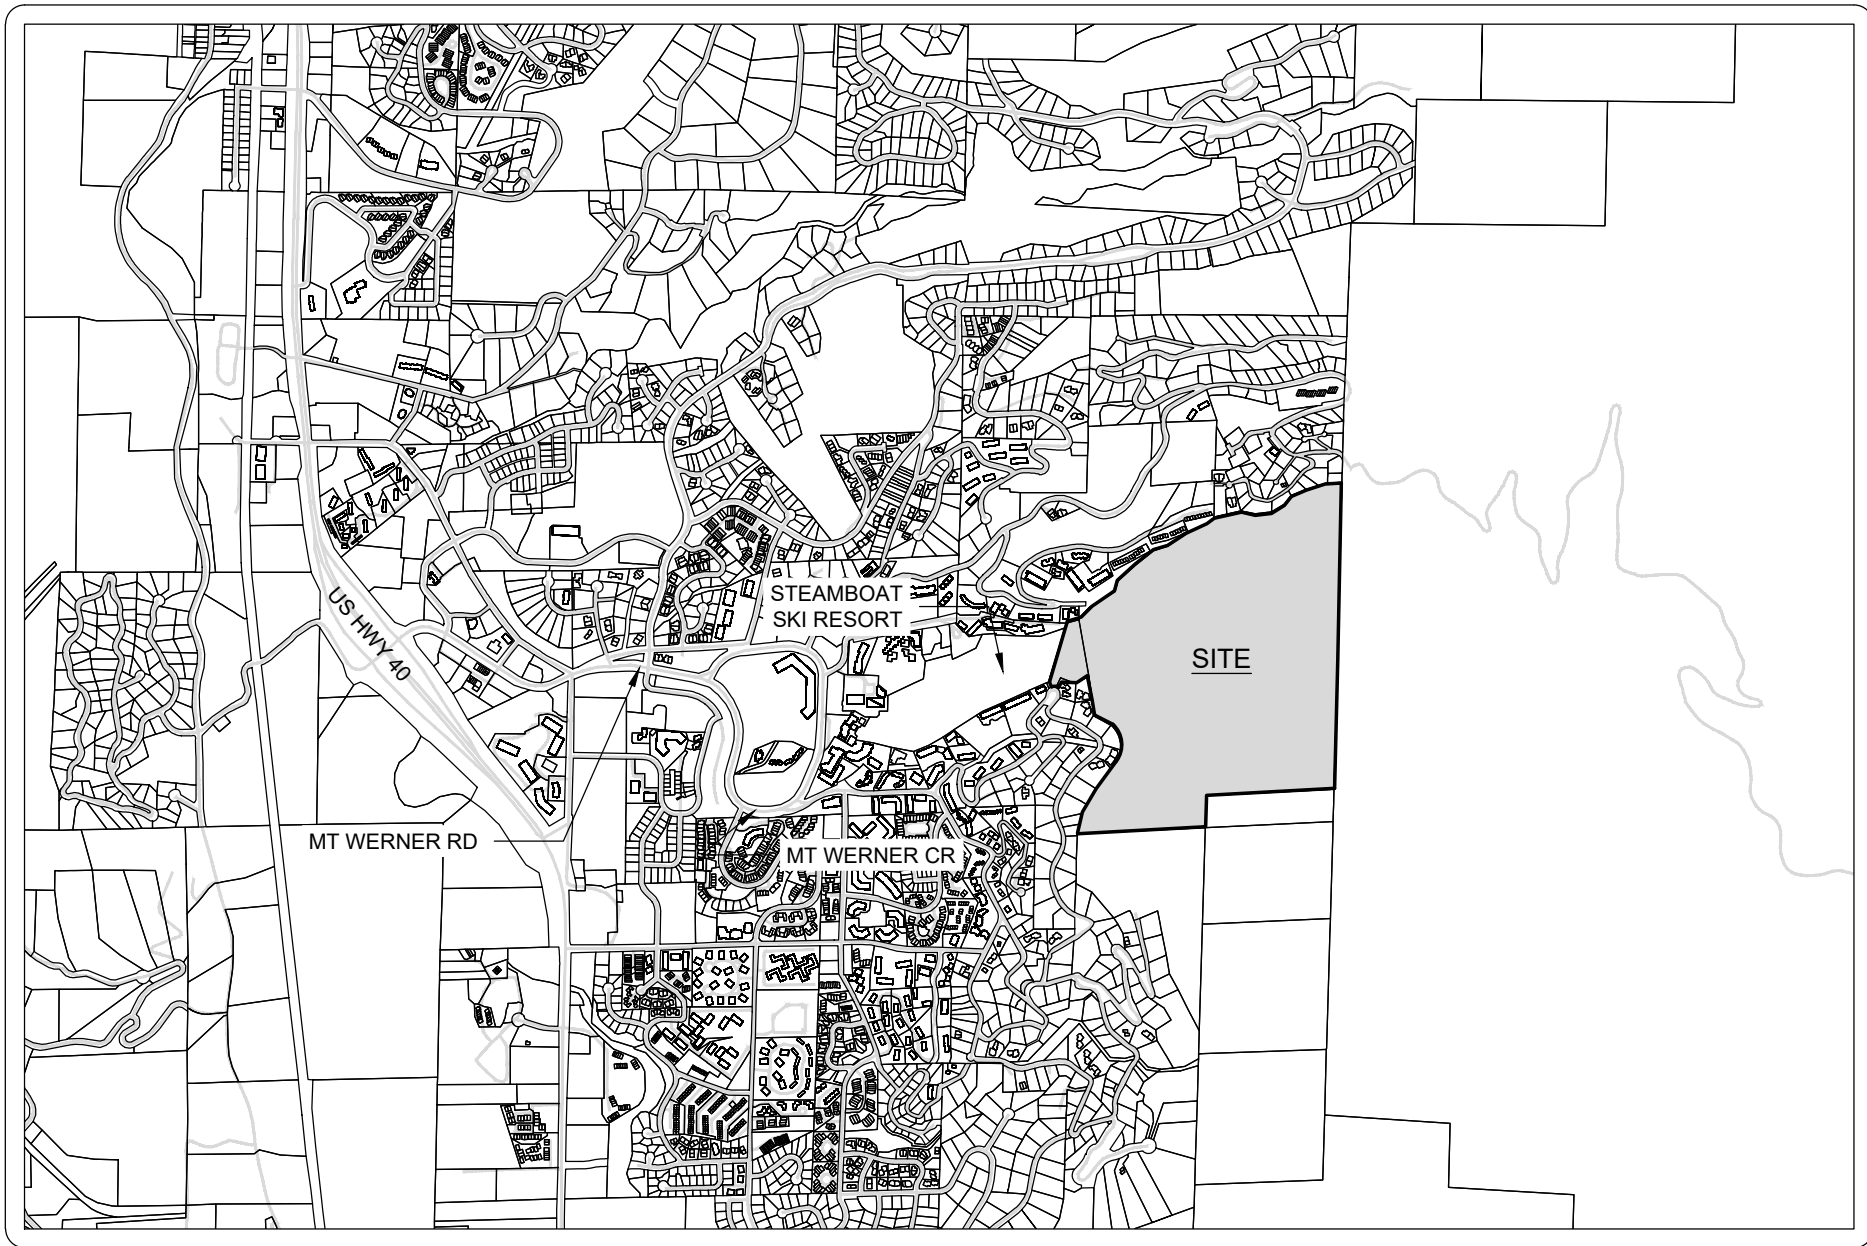 STEAMBOAT
SKI RESORT
US HWY 40
SITE
MT WERNER RD
MT WERNER CR